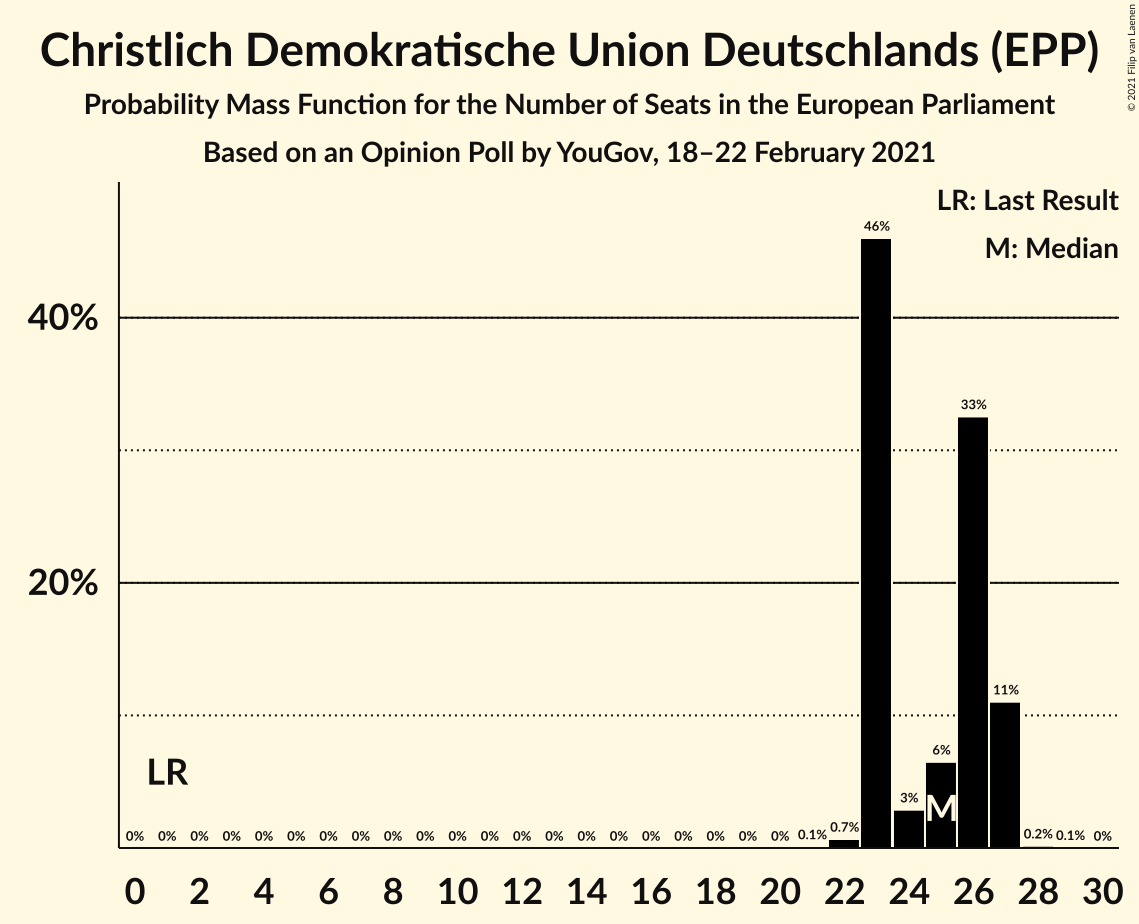 Christlich Demokratische Union Deutschlands (EPP)
Probability Mass Function for the Number of Seats in the European Parliament
Based on an Opinion Poll by YouGov, 18–22 February 2021
© 2021 Filip van Laenen
LR: Last Result
M: Median
46%
40%
33%
20%
11%
6%
LR
3%
M
0% 0% 0% 0% 0% 0% 0% 0% 0% 0% 0% 0% 0% 0% 0% 0% 0% 0% 0% 0% 0% 0.1% 0.7% 0.2% 0.1% 0%
0 2 4 6 8 10 12 14 16 18 20 22 24 26 28 30